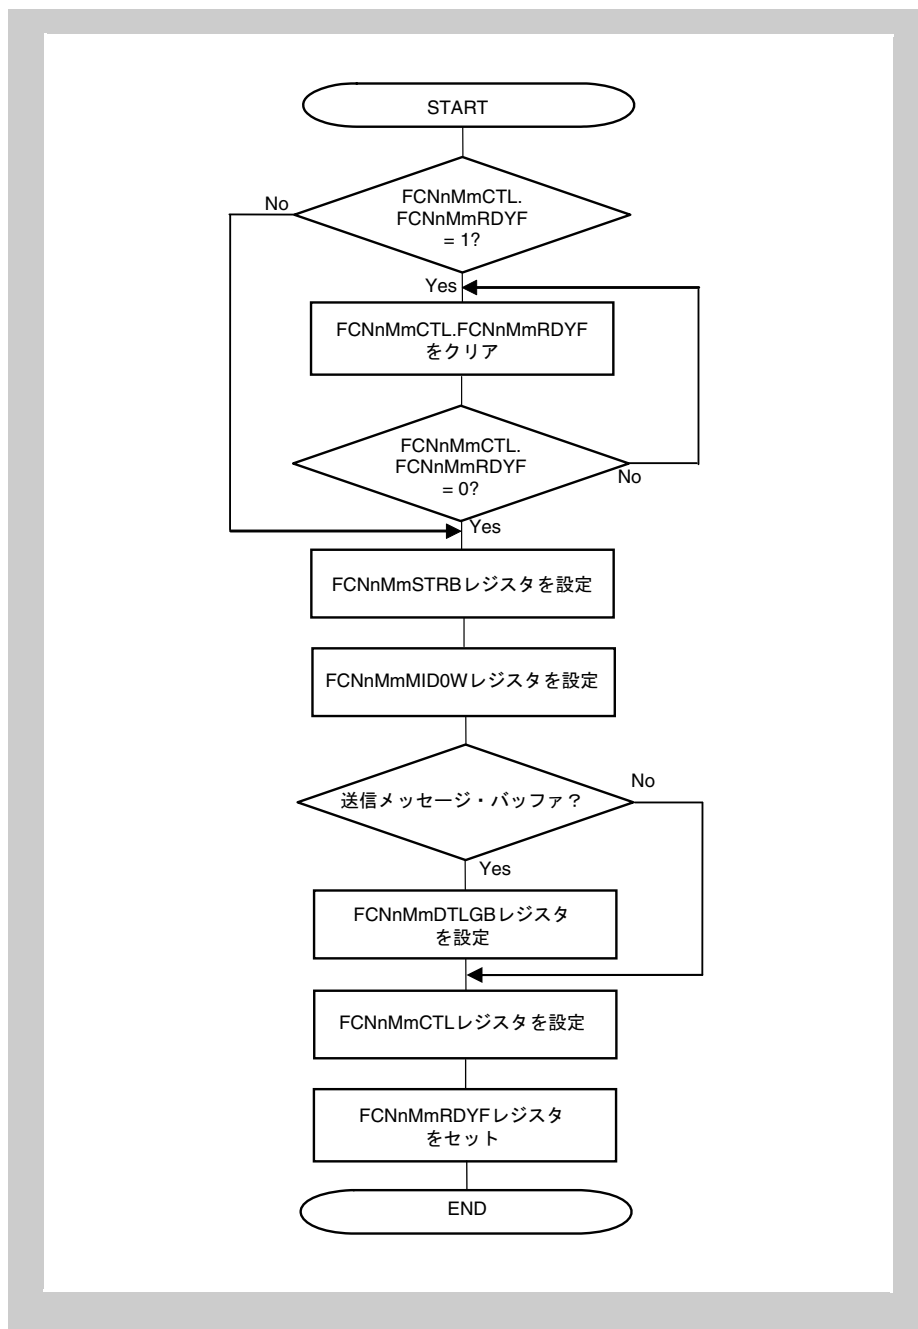 START
FCNnMmCTL.
FCNnMmRDYF
= 1?
No
Yes
FCNnMmCTL.FCNnMmRDYF
をクリア
FCNnMmCTL.
FCNnMmRDYF
= 0?
No
Yes
FCNnMmSTRBレジスタを設定
FCNnMmMID0Wレジスタを設定
送信メッセージ・バッファ？
No
Yes
FCNnMmDTLGBレジスタ
を設定
FCNnMmCTLレジスタを設定
FCNnMmRDYFレジスタ
をセット
END